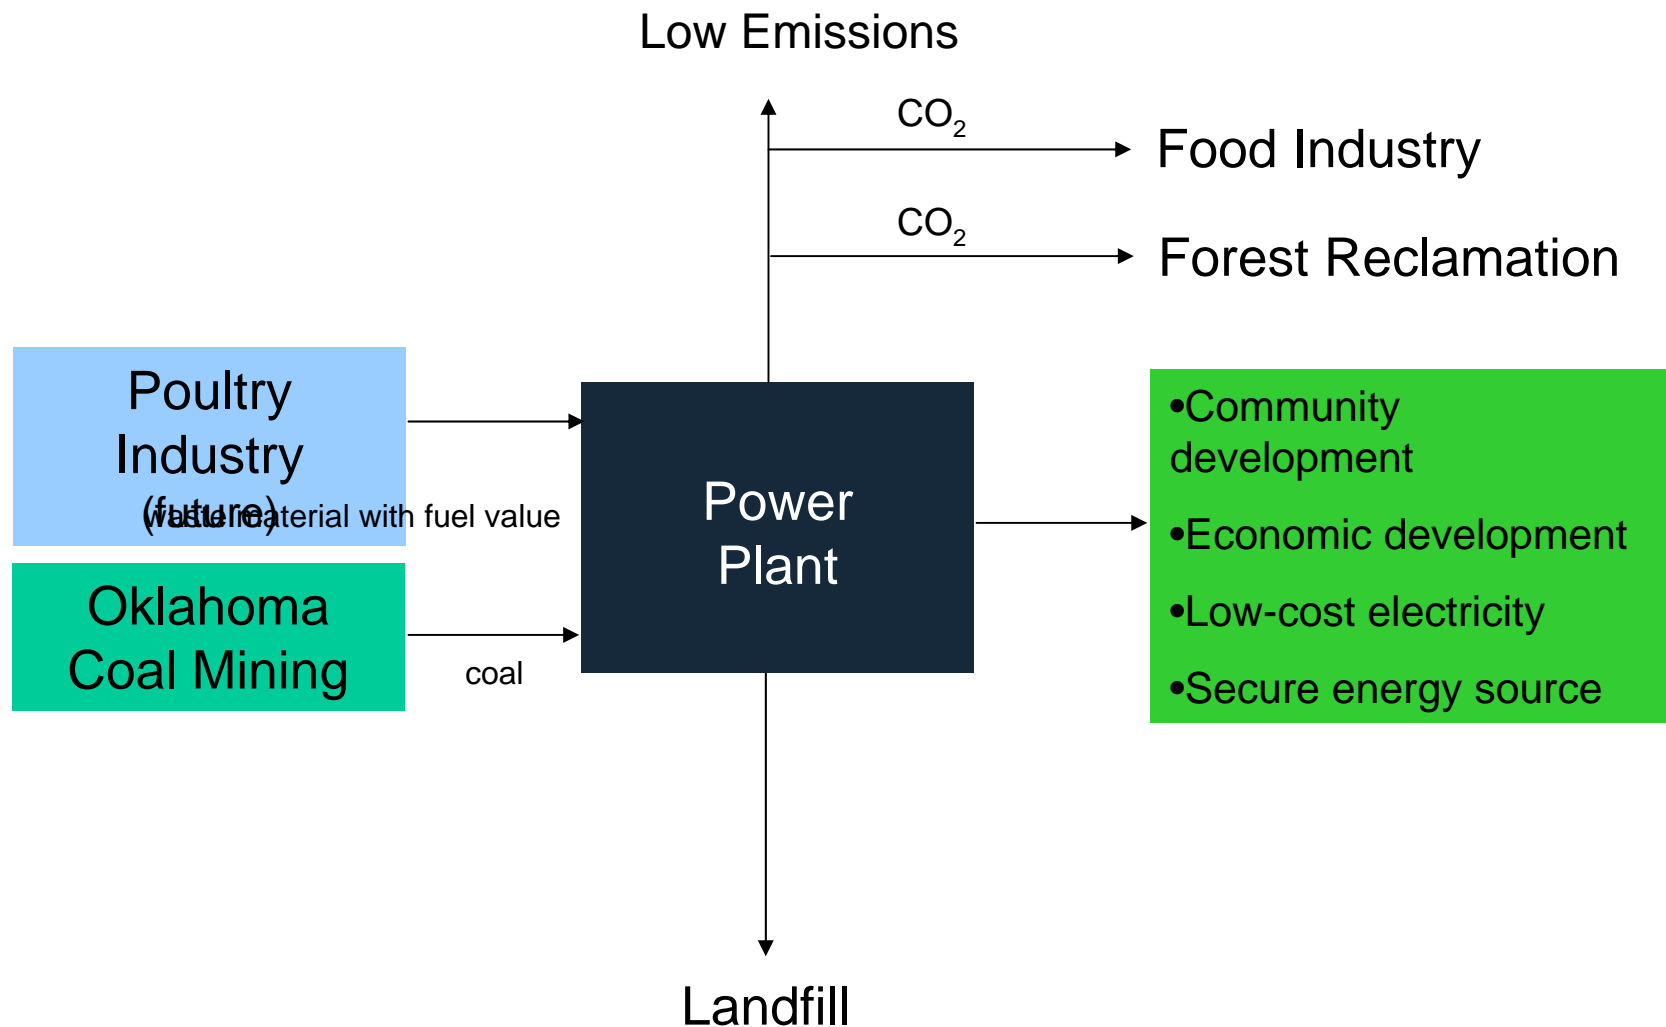 Low Emissions
CO2
Food Industry
CO2
Forest Reclamation
Poultry
Industry
(future)
waste material with fuel value
Oklahoma
Coal Mining
coal
Power
Plant
•Community
development
•Economic development
•Low-cost electricity
•Secure energy source
Landfill